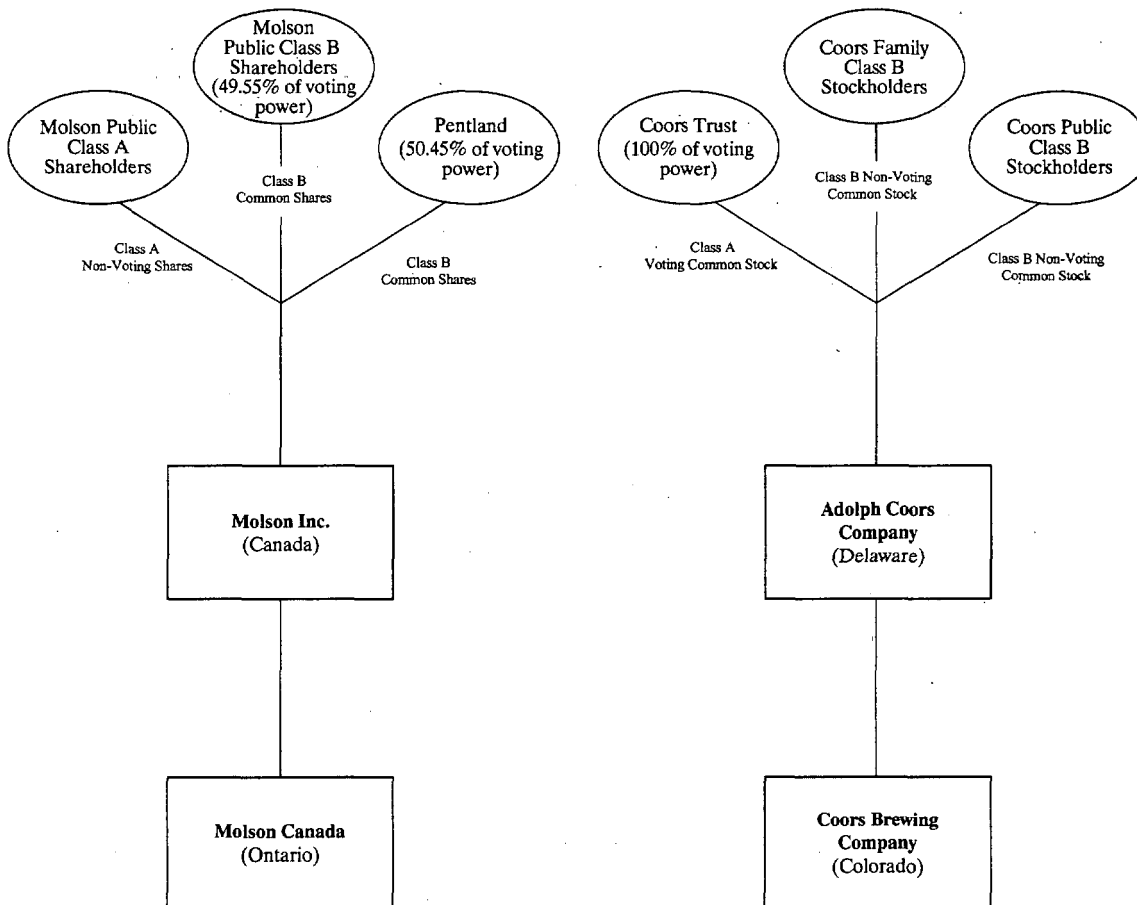 Molson
Public Class B
Shareholders
(49.55% of voting
power)
Molson Public
Class A
Shareholders
Pentland
(50.45% of voting
power)
Class B
Common Shares
Class A
Non-Voting Shares
Class B
Common Shares
Molson Inc.
(Canada)
Molson Canada
(Ontario)
Coors Family
Class B
Stockholders
Coors Trust
(100% of voting
power)
Coors Public
Class B
Stockholders
Class B Non-Voting
Common Stock
Class A
Voting Common Stock
Class B Non-Voting
Common Stock
Adolph Coors
Company
(Delaware)
Coors Brewing
Company
(Colorado)